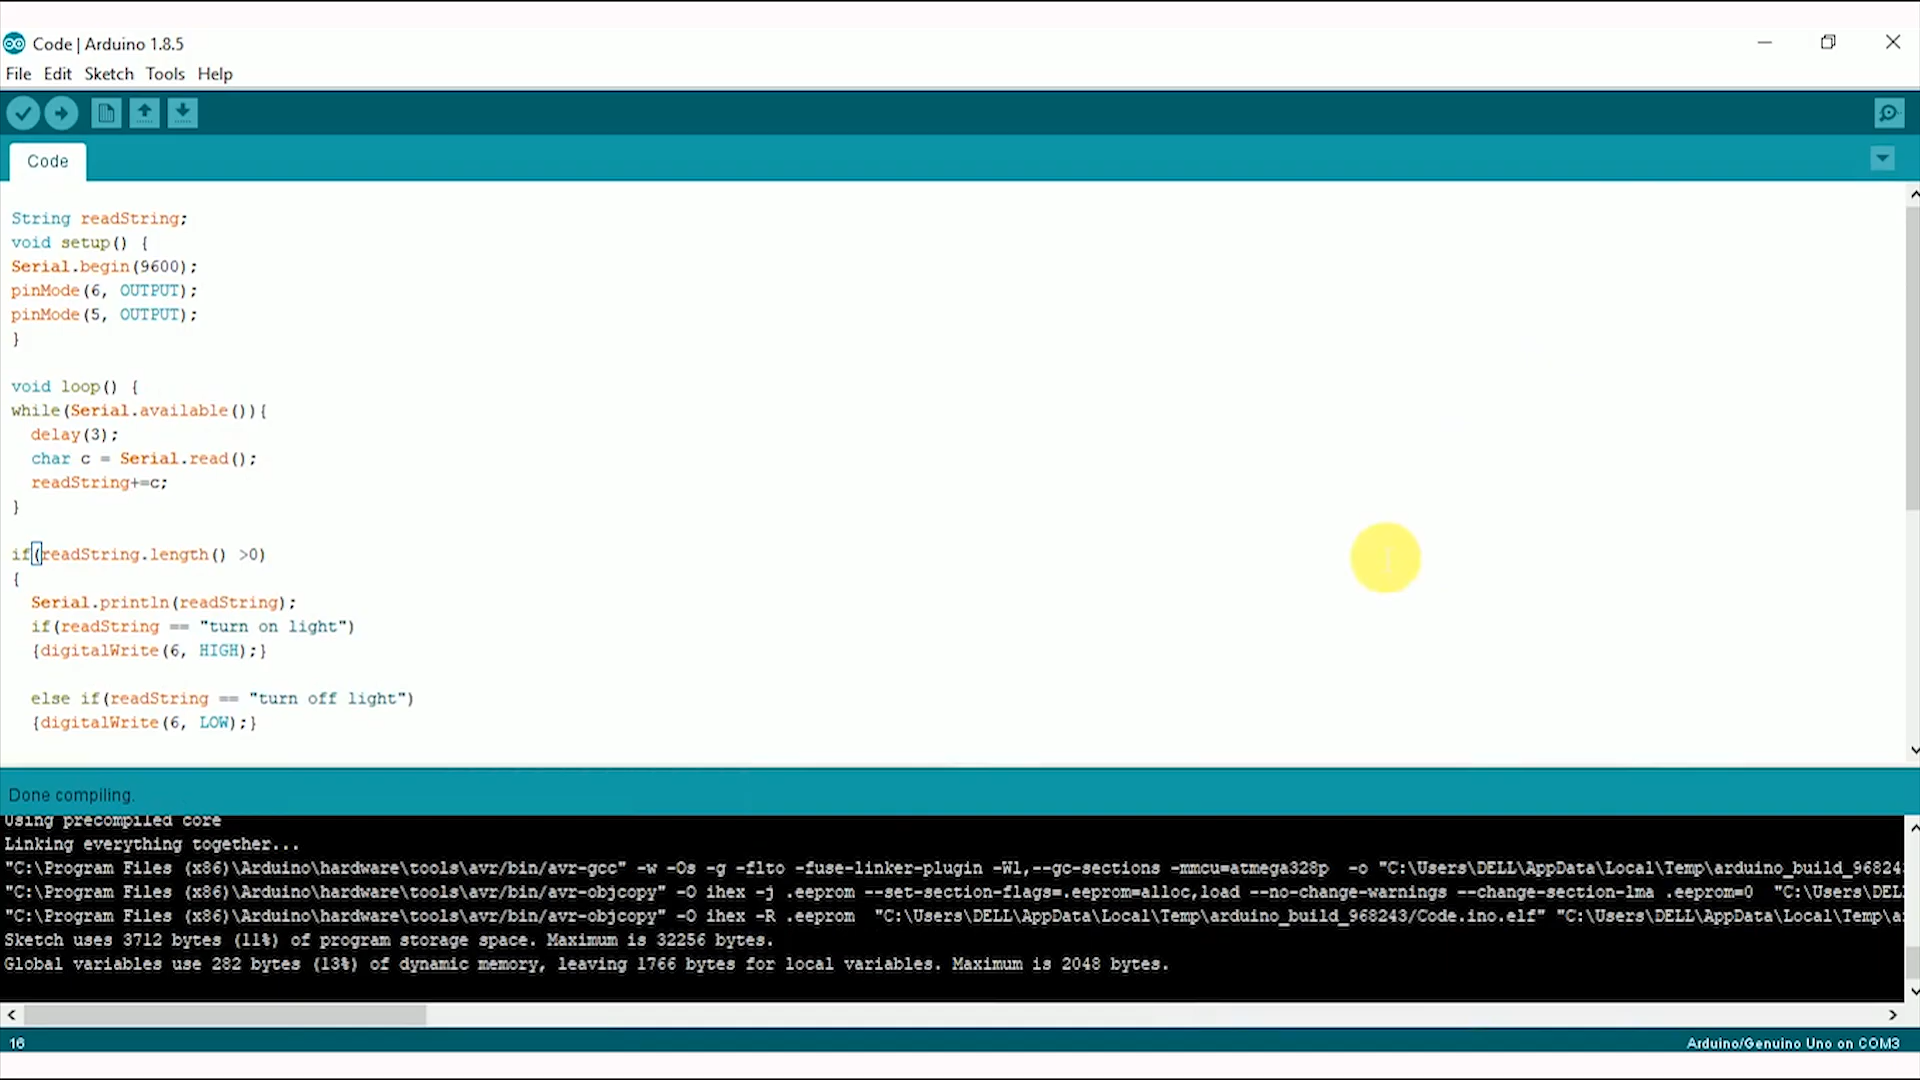 Code | Arduino 1.8.5
File Edit Sketch Tools Help
Code
String readString;
void setup() {
Serial.begin(9600);
pinMode(6, OUTPUT);
pinMode(5, OUTPUT);
}
void loop() {
while(Serial.available()){
delay(3);
char c = Serial.read();
readString+=c;
}
if(readString.length() >0)
{
Serial.println(readString);
if(readString == "turn on light")
{digitalWrite(6, HIGH);}
else if(readString == "turn off light")
{digitalWrite(6, LOW);}
Done compiling.
Using precompiled core
Linking everything together...
"C:\Program Files (x86)\Arduino\hardware\tools\avr/bin/avr-gcc" -w -Os -g -flto -fuse-linker-plugin -Wl,--gc-sections -mmcu=atmega328p -o "C:\Users\DELL\AppData\Local\Temp\arduino_build_968243
"C:\Program Files (x86)\Arduino\hardware\tools\avr/bin/avr-objcopy" -O ihex -j .eeprom --set-section-flags=.eeprom=alloc,load --no-change-warnings --change-section-lma .eeprom=0 "C:\Users\DELL
"C:\Program Files (x86)\Arduino\hardware\tools\avr/bin/avr-objcopy" -O ihex -R .eeprom "C:\Users\DELL\AppData\Local\Temp\arduino_build_968243/Code.ino.elf" "C:\Users\DELL\AppData\Local\Temp\a
Sketch uses 3712 bytes (11%) of program storage space. Maximum is 32256 bytes.
Global variables use 282 bytes (13%) of dynamic memory, leaving 1766 bytes for local variables. Maximum is 2048 bytes.
16
Arduino/Genuino Uno on COM3